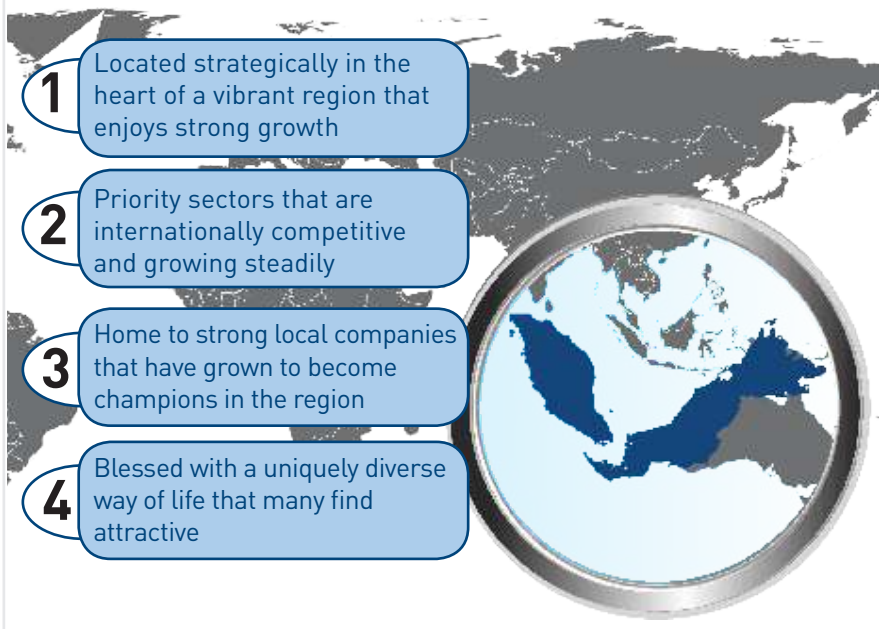 1
Located strategically in the
heart of a vibrant region that
enjoys strong growth
2
Priority sectors that are
internationally competitive
and growing steadily
3
Home to strong local companies
that have grown to become
champions in the region
4
Blessed with a uniquely diverse
way of life that many find
attractive